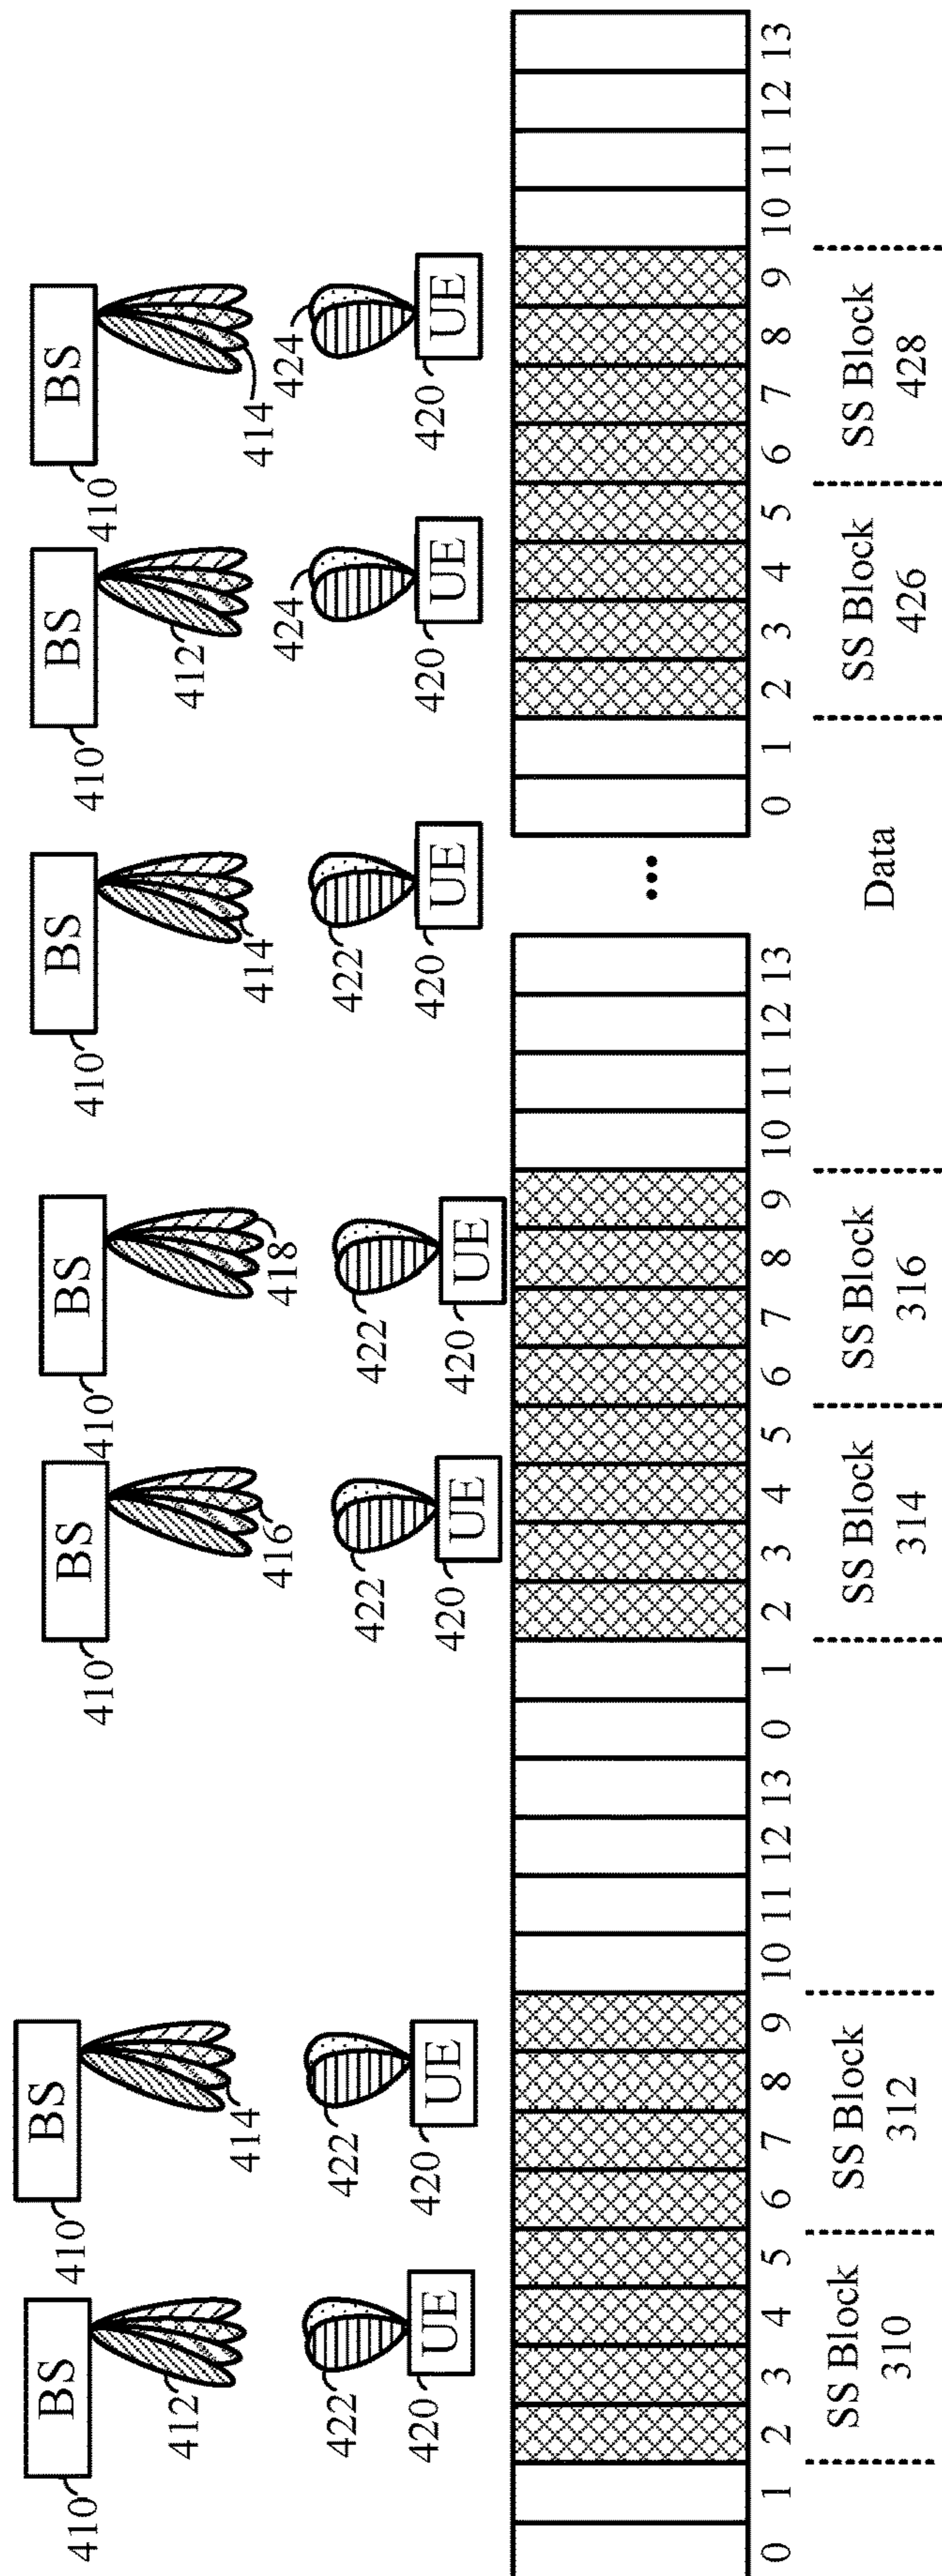 BS BS BS BS BS BS BS
410 410 410 410 410 410 410
412 414 416 418 414 412 414
422 422 422 422 422 424 424
UE UE UE UE UE UE UE
420 420 420 420 420 420 420
...
0 1 2 3 4 5 6 7 8 9 10 11 12 13 0 1 2 3 4 5 6 7 8 9 10 11 12 13 0 1 2 3 4 5 6 7 8 9 10 11 12 13
SS Block SS Block SS Block SS Block Data SS Block SS Block
310 312 314 316 426 428